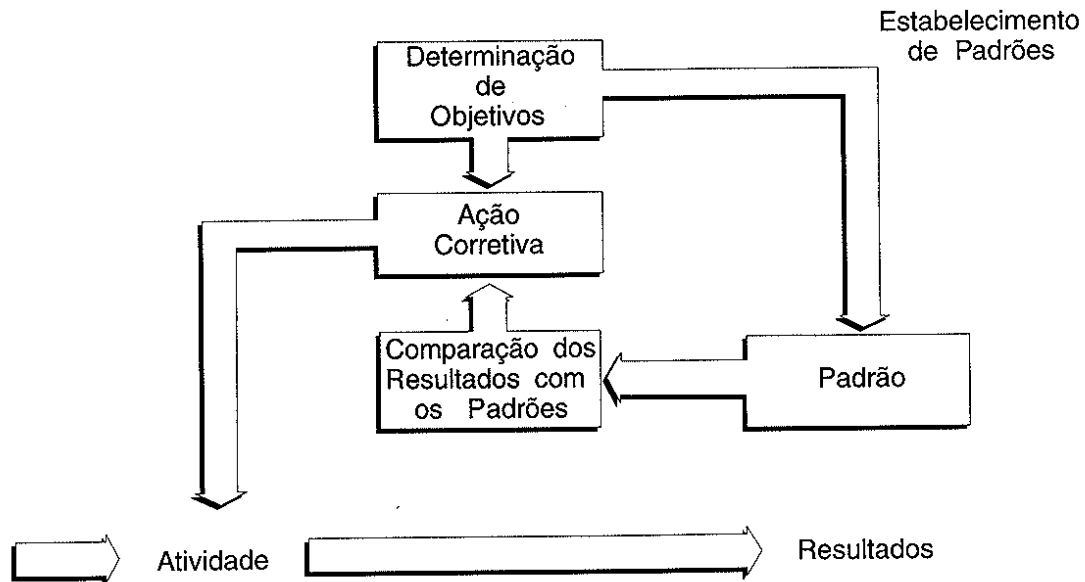 Estabelecimento
de Padrões
Determinação
de
Objetivos
Ação
Corretiva
Comparação dos
Resultados com
os Padrões
Padrão
Atividade
Resultados